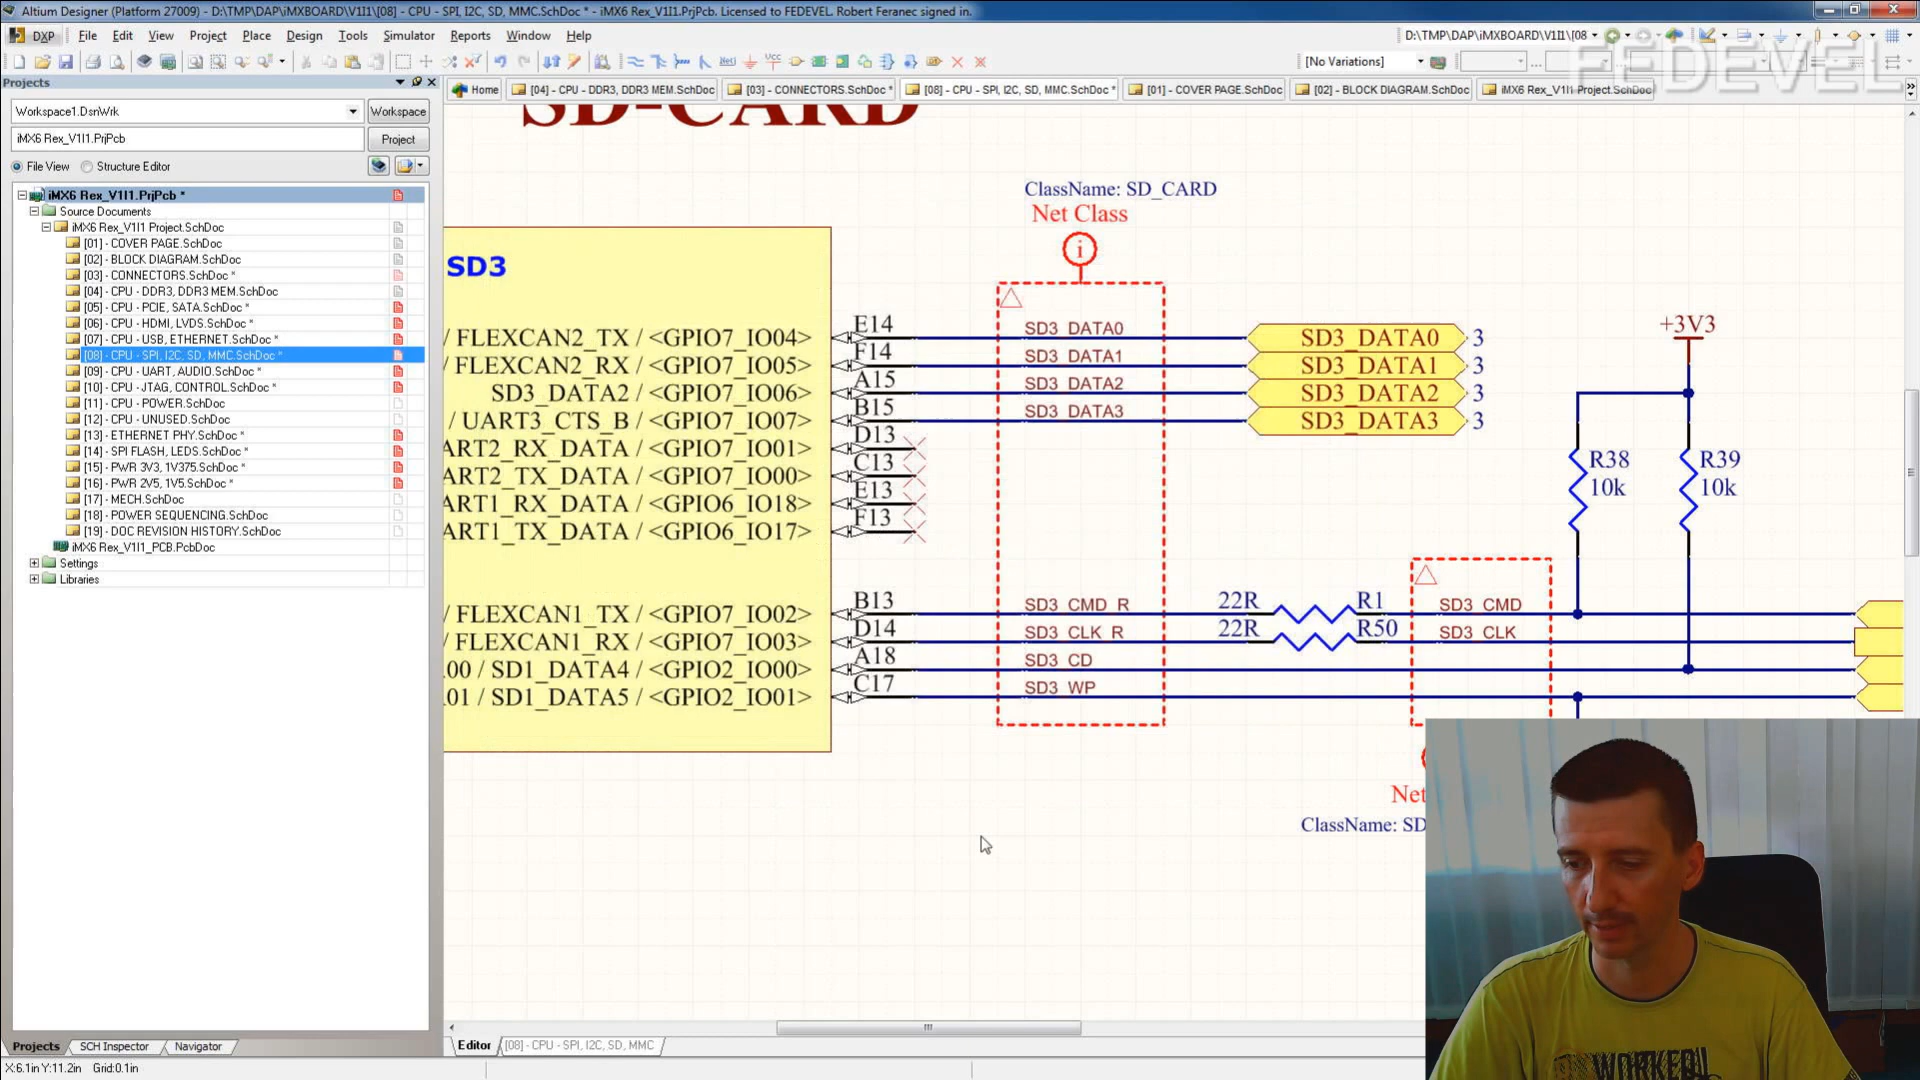 Altium Designer (Platform 27009) - D:\TMP\DAP\iMXBOARD\V1I1\[08] - CPU - SPI, I2C, SD, MMC.SchDoc * - iMX6 Rex_V1I1.PrjPcb. Licensed to FEDEVEL. Robert Feranec signed in.
DXP File Edit View Project Place Design Tools Simulator Reports Window Help D:\TMP\DAP\iMXBOARD\V1I1\[08
[No Variations]
FEDEVEL
Projects
Home [04] - CPU - DDR3, DDR3 MEM.SchDoc [03] - CONNECTORS.SchDoc * [08] - CPU - SPI, I2C, SD, MMC.SchDoc * [01] - COVER PAGE.SchDoc [02] - BLOCK DIAGRAM.SchDoc iMX6 Rex_V1I1 Project.SchDoc
Workspace1.DsnWrk Workspace
iMX6 Rex_V1I1.PrjPcb Project
File View Structure Editor
iMX6 Rex_V1I1.PrjPcb *
Source Documents
iMX6 Rex_V1I1 Project.SchDoc
[01] - COVER PAGE.SchDoc
[02] - BLOCK DIAGRAM.SchDoc
[03] - CONNECTORS.SchDoc *
[04] - CPU - DDR3, DDR3 MEM.SchDoc
[05] - CPU - PCIE, SATA.SchDoc *
[06] - CPU - HDMI, LVDS.SchDoc *
[07] - CPU - USB, ETHERNET.SchDoc *
[08] - CPU - SPI, I2C, SD, MMC.SchDoc *
[09] - CPU - UART, AUDIO.SchDoc *
[10] - CPU - JTAG, CONTROL.SchDoc *
[11] - CPU - POWER.SchDoc
[12] - CPU - UNUSED.SchDoc
[13] - ETHERNET PHY.SchDoc *
[14] - SPI FLASH, LEDS.SchDoc *
[15] - PWR 3V3, 1V375.SchDoc *
[16] - PWR 2V5, 1V5.SchDoc *
[17] - MECH.SchDoc
[18] - POWER SEQUENCING.SchDoc
[19] - DOC REVISION HISTORY.SchDoc
iMX6 Rex_V1I1_PCB.PcbDoc
Settings
Libraries
SD-CARD
ClassName: SD_CARD
Net Class
i
SD3
/ FLEXCAN2_TX / <GPIO7_IO04> E14 SD3_DATA0 SD3_DATA0 3
/ FLEXCAN2_RX / <GPIO7_IO05> F14 SD3_DATA1 SD3_DATA1 3
SD3_DATA2 / <GPIO7_IO06> A15 SD3_DATA2 SD3_DATA2 3
/ UART3_CTS_B / <GPIO7_IO07> B15 SD3_DATA3 SD3_DATA3 3
ART2_RX_DATA / <GPIO7_IO01> D13
ART2_TX_DATA / <GPIO7_IO00> C13
ART1_RX_DATA / <GPIO6_IO18> E13
ART1_TX_DATA / <GPIO6_IO17> F13
+3V3
R38 R39
10k 10k
/ FLEXCAN1_TX / <GPIO7_IO02> B13 SD3_CMD_R 22R R1 SD3_CMD
/ FLEXCAN1_RX / <GPIO7_IO03> D14 SD3_CLK_R 22R R50 SD3_CLK
00 / SD1_DATA4 / <GPIO2_IO00> A18 SD3_CD
01 / SD1_DATA5 / <GPIO2_IO01> C17 SD3_WP
Net
ClassName: SD
Editor [08] - CPU - SPI, I2C, SD, MMC
Projects SCH Inspector Navigator
X:6.1in Y:11.2in Grid:0.1in